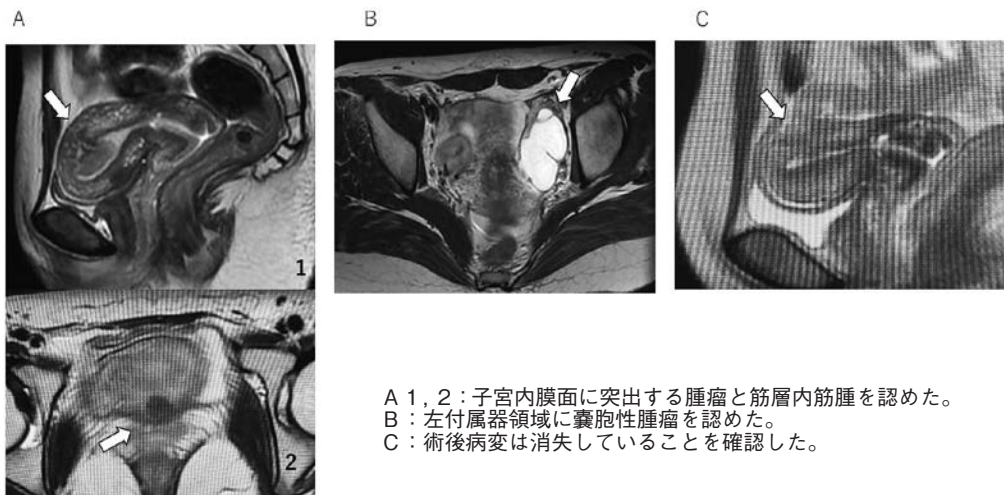 A
B
C
1
2
A 1, 2：子宮内膜面に突出する腫瘤と筋層内筋腫を認めた。
B：左付属器領域に嚢胞性腫瘤を認めた。
C：術後病変は消失していることを確認した。